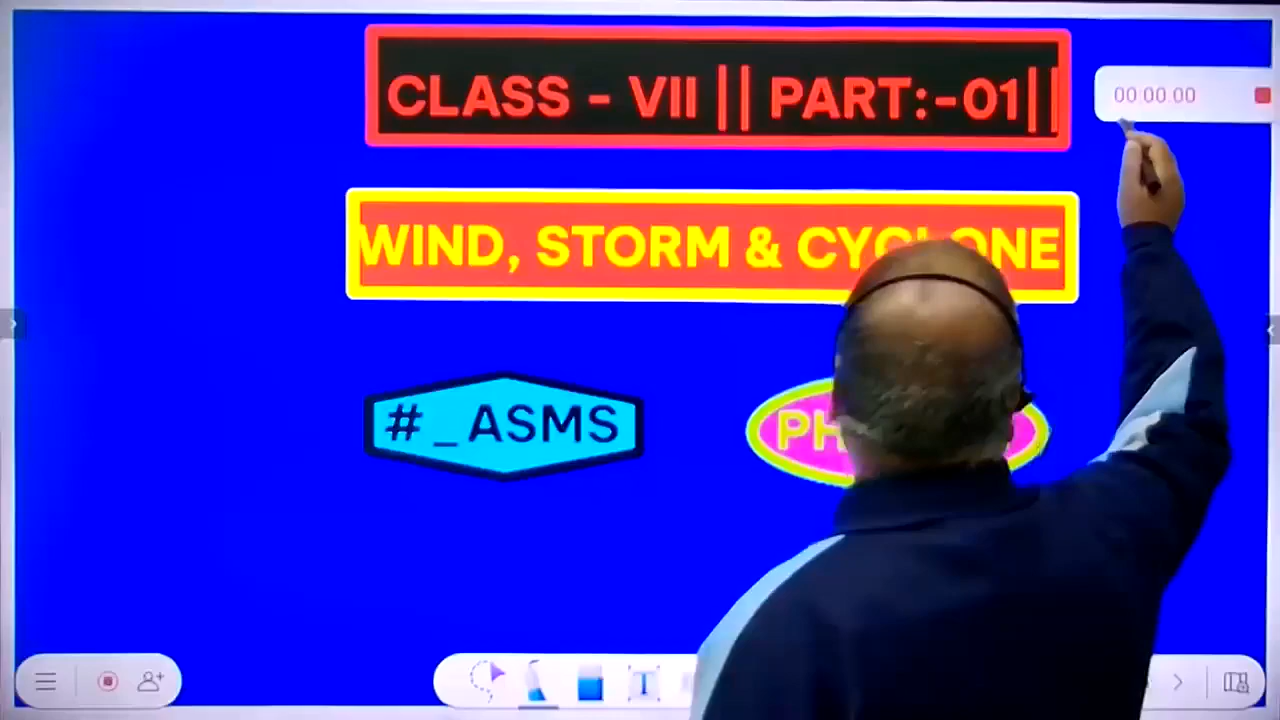 CLASS - VII || PART:-01||
00:00.00
WIND, STORM & CYCLONE
#_ASMS